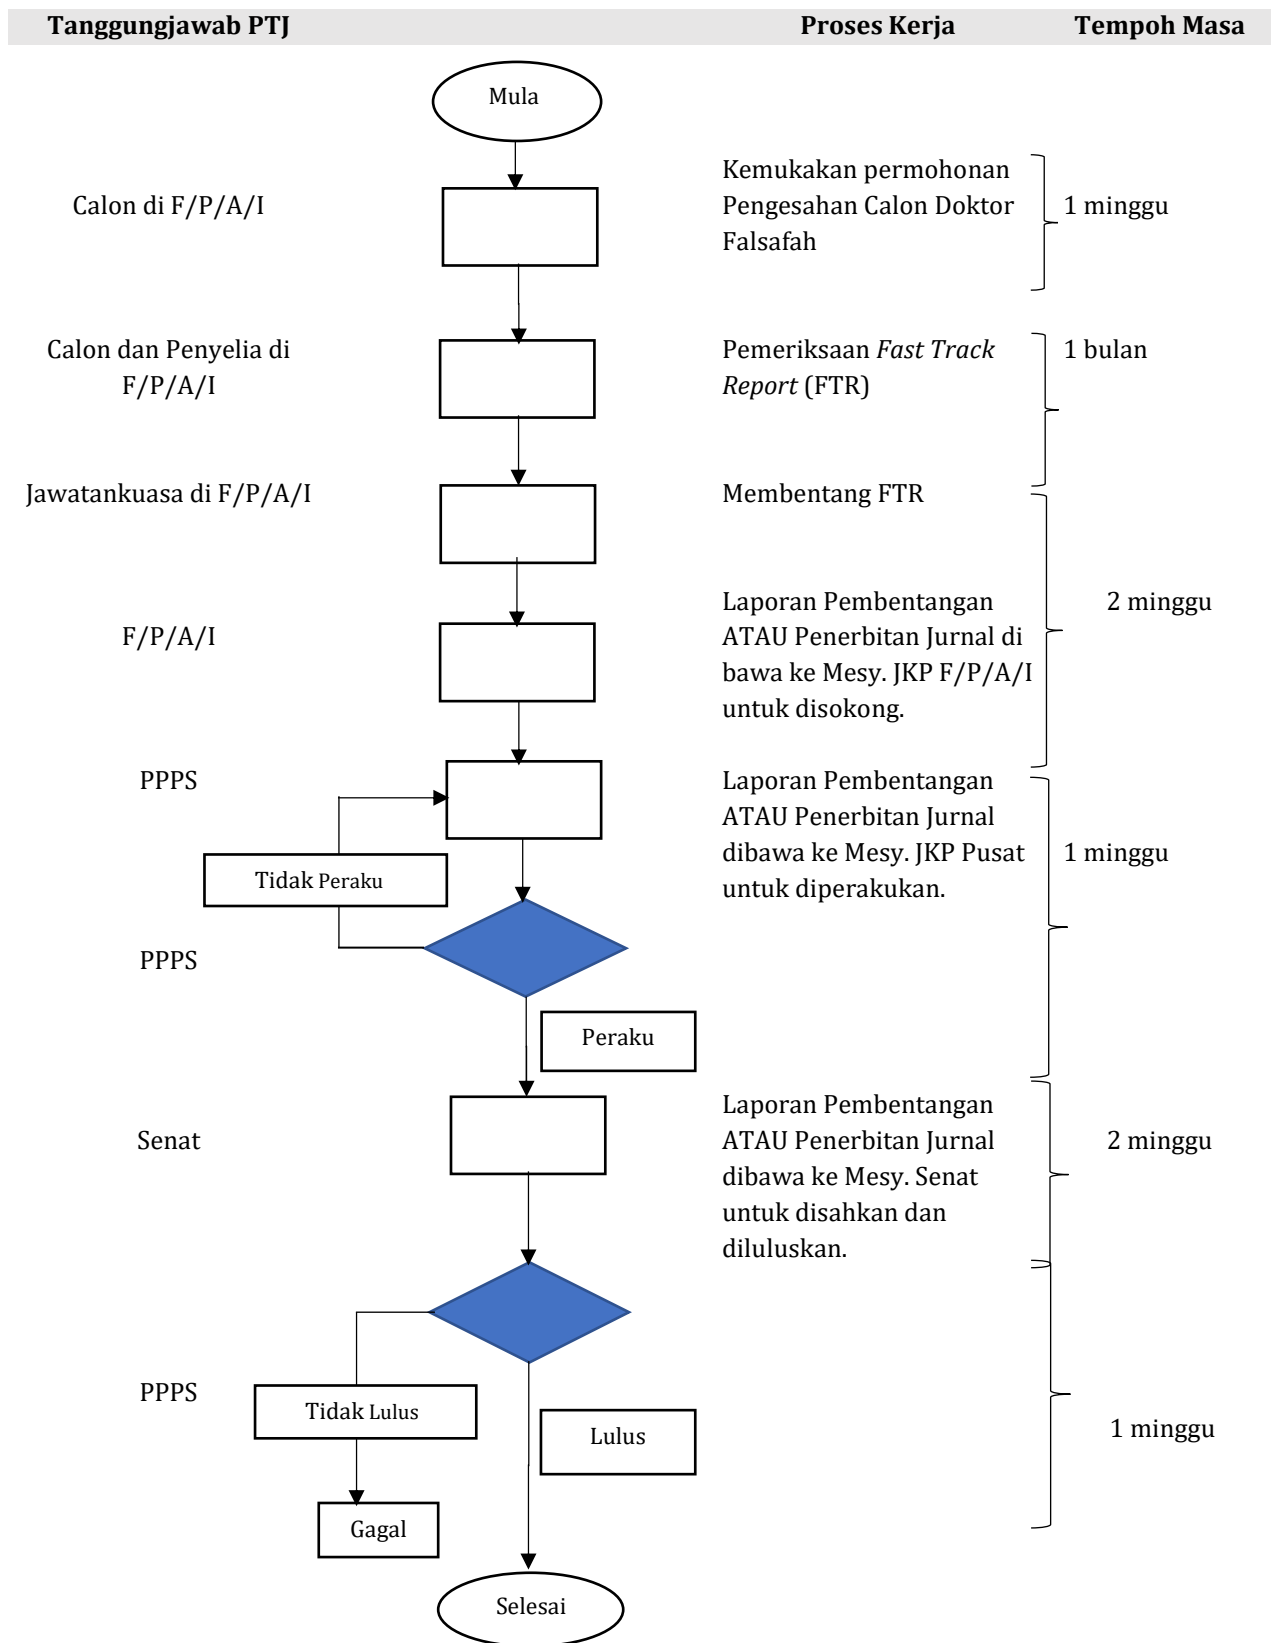 Tanggungjawab PTJ Proses Kerja Tempoh Masa
Mula
Calon di F/P/A/I
Kemukakan permohonan
Pengesahan Calon Doktor
Falsafah
1 minggu
Calon dan Penyelia di
F/P/A/I
Pemeriksaan Fast Track
Report (FTR)
1 bulan
Jawatankuasa di F/P/A/I
Membentang FTR
F/P/A/I
Laporan Pembentangan
ATAU Penerbitan Jurnal di
bawa ke Mesy. JKP F/P/A/I
untuk disokong.
2 minggu
PPPS
Laporan Pembentangan
ATAU Penerbitan Jurnal
dibawa ke Mesy. JKP Pusat
untuk diperakukan.
1 minggu
Tidak Peraku
PPPS
Peraku
Senat
Laporan Pembentangan
ATAU Penerbitan Jurnal
dibawa ke Mesy. Senat
untuk disahkan dan
diluluskan.
2 minggu
PPPS
Tidak Lulus
Lulus
1 minggu
Gagal
Selesai